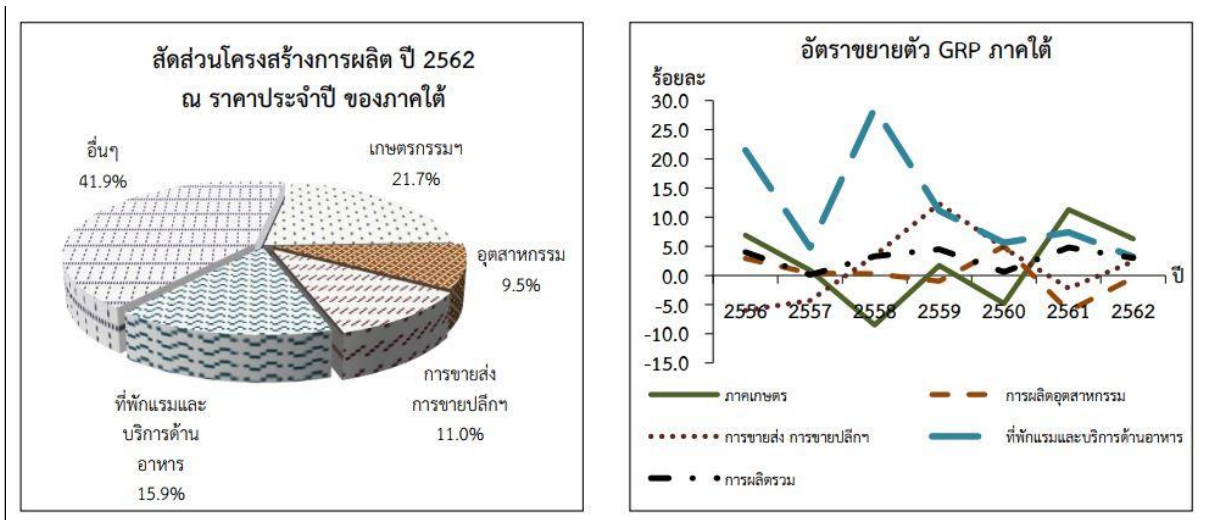 สัดส่วนโครงสร้างการผลิต ปี 2562
ณ ราคาประจำปี ของภาคใต้
อื่นๆ
41.9%
เกษตรกรรมฯ
21.7%
อุตสาหกรรม
9.5%
การขายส่ง
การขายปลีกฯ
11.0%
ที่พักแรมและ
บริการด้าน
อาหาร
15.9%
อัตราขยายตัว GRP ภาคใต้
ร้อยละ
30.0
25.0
20.0
15.0
10.0
5.0
0.0
-5.0
-10.0
-15.0
ปี
2556 2557 2558 2559 2560 2561 2562
ภาคเกษตร
การผลิตอุตสาหกรรม
การขายส่ง การขายปลีกฯ
ที่พักแรมและบริการด้านอาหาร
การผลิตรวม